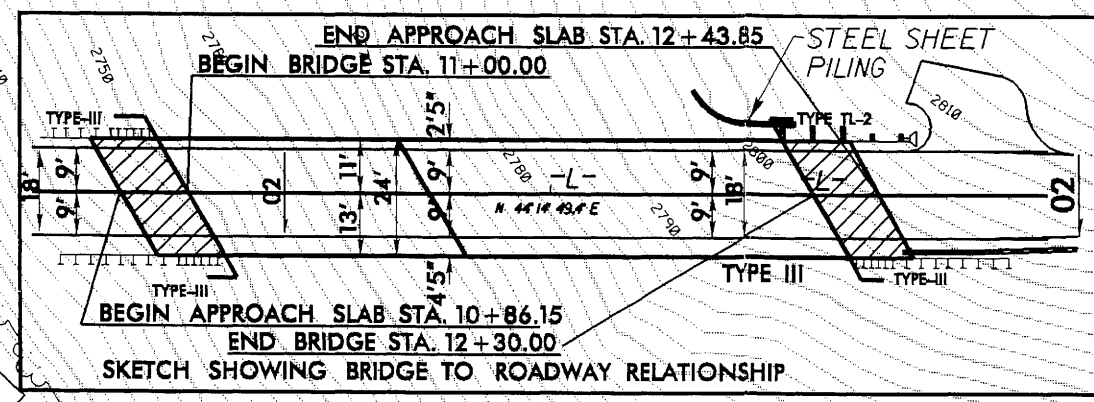 END APPROACH SLAB STA. 12+43.85
STEEL SHEET
PILING
BEGIN BRIDGE STA. 11+00.00
2750
2810
TYPE-III
2'5"
TYPE TL-2
18'
9'
9'
02
11'
13'
24'
9'
9'
2780
-L-
N 44°14' 49.4" E
2790
9'
9'
18'
2800
-L-
02
TYPE-III
4'5"
TYPE III
TYPE-III
BEGIN APPROACH SLAB STA. 10+86.15
END BRIDGE STA. 12+30.00
SKETCH SHOWING BRIDGE TO ROADWAY RELATIONSHIP